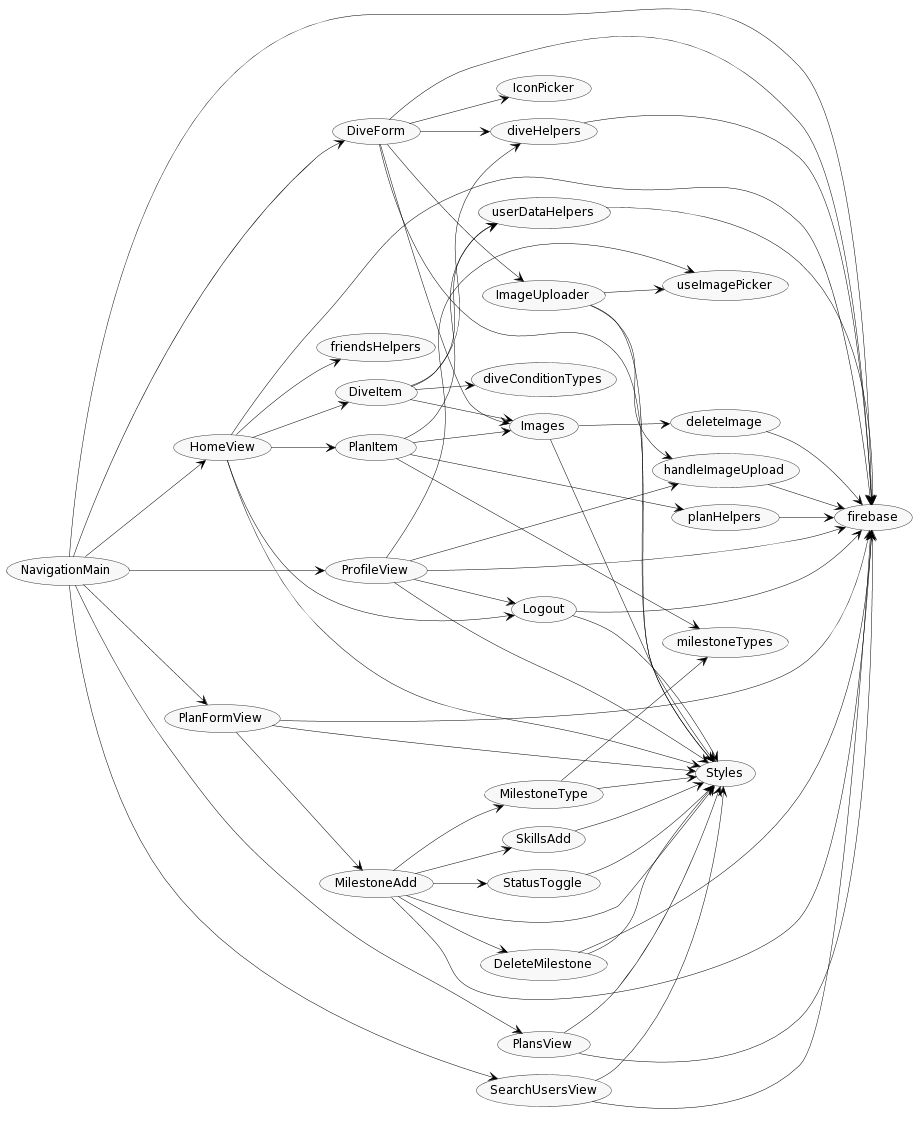 IconPicker
DiveForm
diveHelpers
userDataHelpers
useImagePicker
ImageUploader
friendsHelpers
diveConditionTypes
DiveItem
deleteImage
Images
HomeView
PlanItem
handleImageUpload
planHelpers
firebase
NavigationMain
ProfileView
Logout
milestoneTypes
PlanFormView
Styles
MilestoneType
SkillsAdd
MilestoneAdd
StatusToggle
DeleteMilestone
PlansView
SearchUsersView